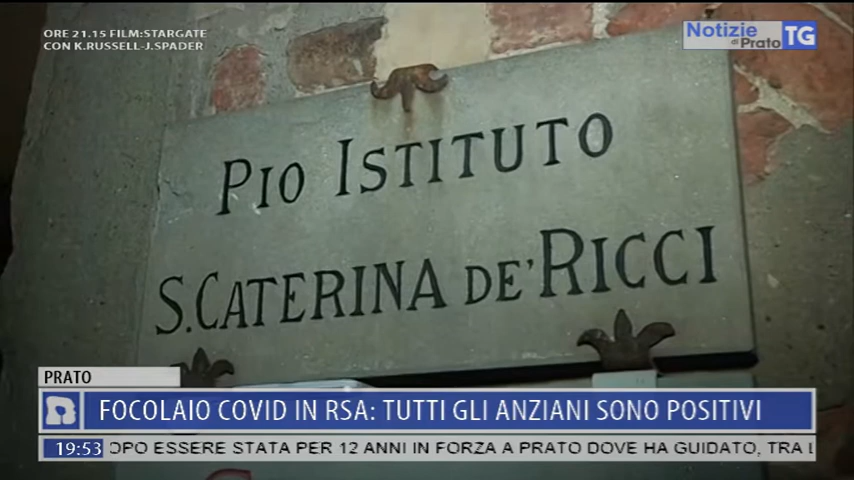 ORE 21.15 FILM:STARGATE
CON K.RUSSELL-J.SPADER
Notizie
di Prato
TG
PIO ISTITUTO
S.CATERINA DE' RICCI
PRATO
FOCOLAIO COVID IN RSA: TUTTI GLI ANZIANI SONO POSITIVI
19:53
OPO ESSERE STATA PER 12 ANNI IN FORZA A PRATO DOVE HA GUIDATO, TRA L